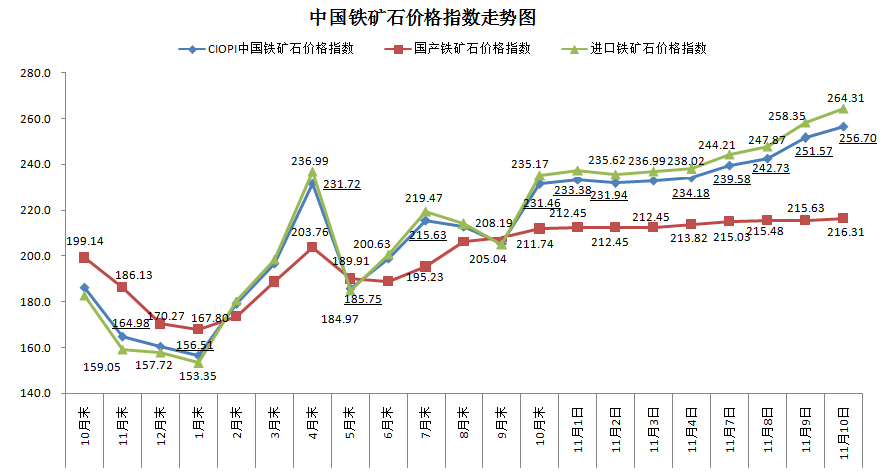 中国铁矿石价格指数走势图
CIOPI中国铁矿石价格指数 国产铁矿石价格指数 进口铁矿石价格指数
280.0
260.0
240.0
220.0
200.0
180.0
160.0
140.0
199.14
186.13
164.98
159.05
170.27
157.72
167.80
156.51
153.35
236.99
231.72
203.76
189.91
185.75
184.97
200.63
219.47
215.63
195.23
208.19
205.04
235.17
231.46
211.74
233.38
212.45
235.62
231.94
212.45
236.99
212.45
238.02
234.18
213.82
244.21
239.58
215.03
247.87
242.73
215.48
258.35
251.57
215.63
264.31
256.70
216.31
10月末
11月末
12月末
1月末
2月末
3月末
4月末
5月末
6月末
7月末
8月末
9月末
10月末
11月1日
11月2日
11月3日
11月4日
11月7日
11月8日
11月9日
11月10日